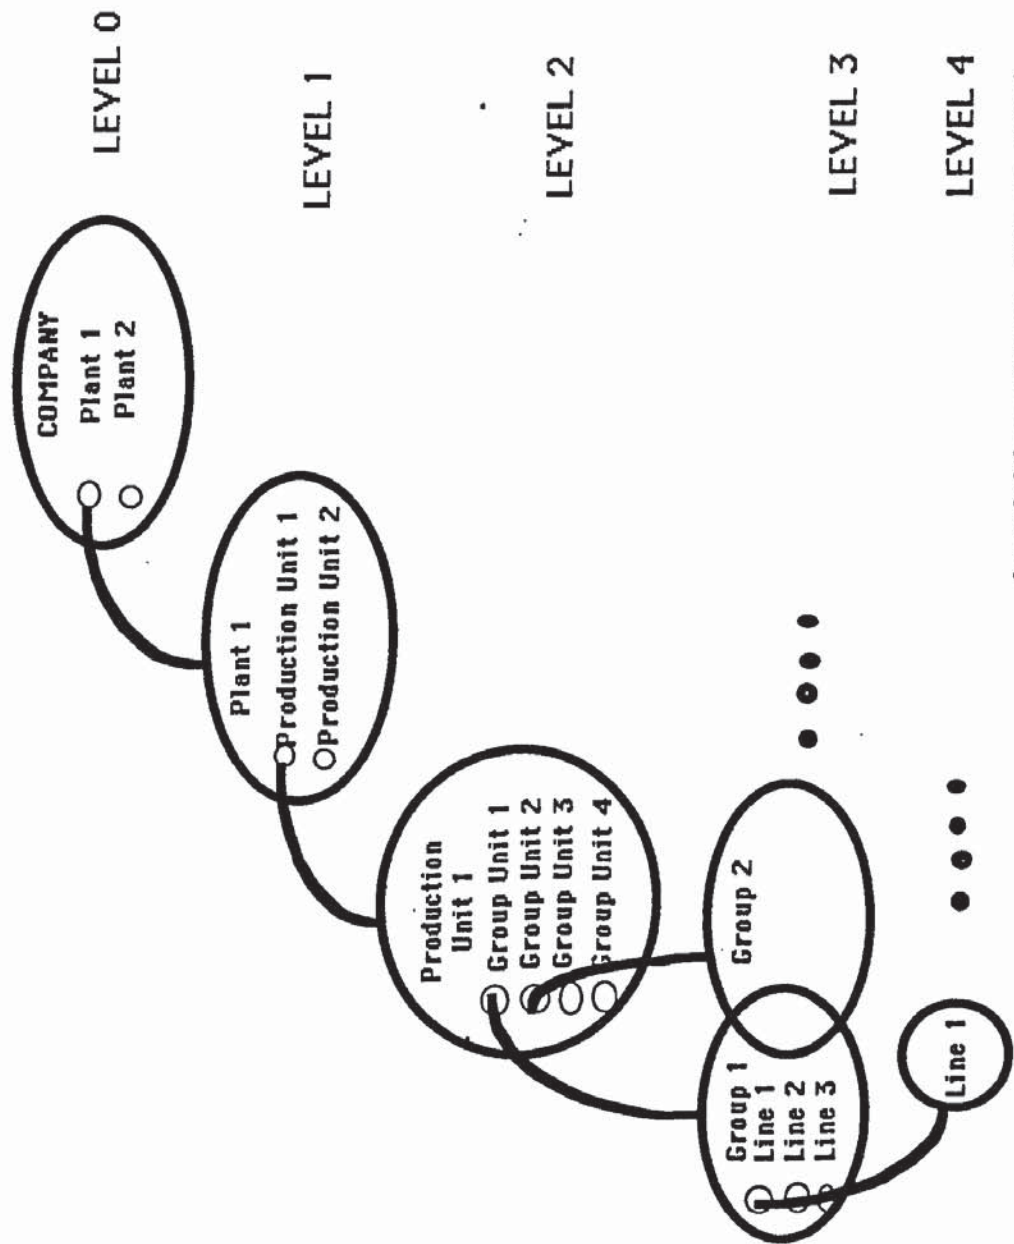 COMPANY
Plant 1
Plant 2
LEVEL 0
Plant 1
Production Unit 1
Production Unit 2
LEVEL 1
Production
Unit 1
Group Unit 1
Group Unit 2
Group Unit 3
Group Unit 4
LEVEL 2
Group 1
Line 1
Line 2
Line 3
Group 2
LEVEL 3
Line 1
LEVEL 4